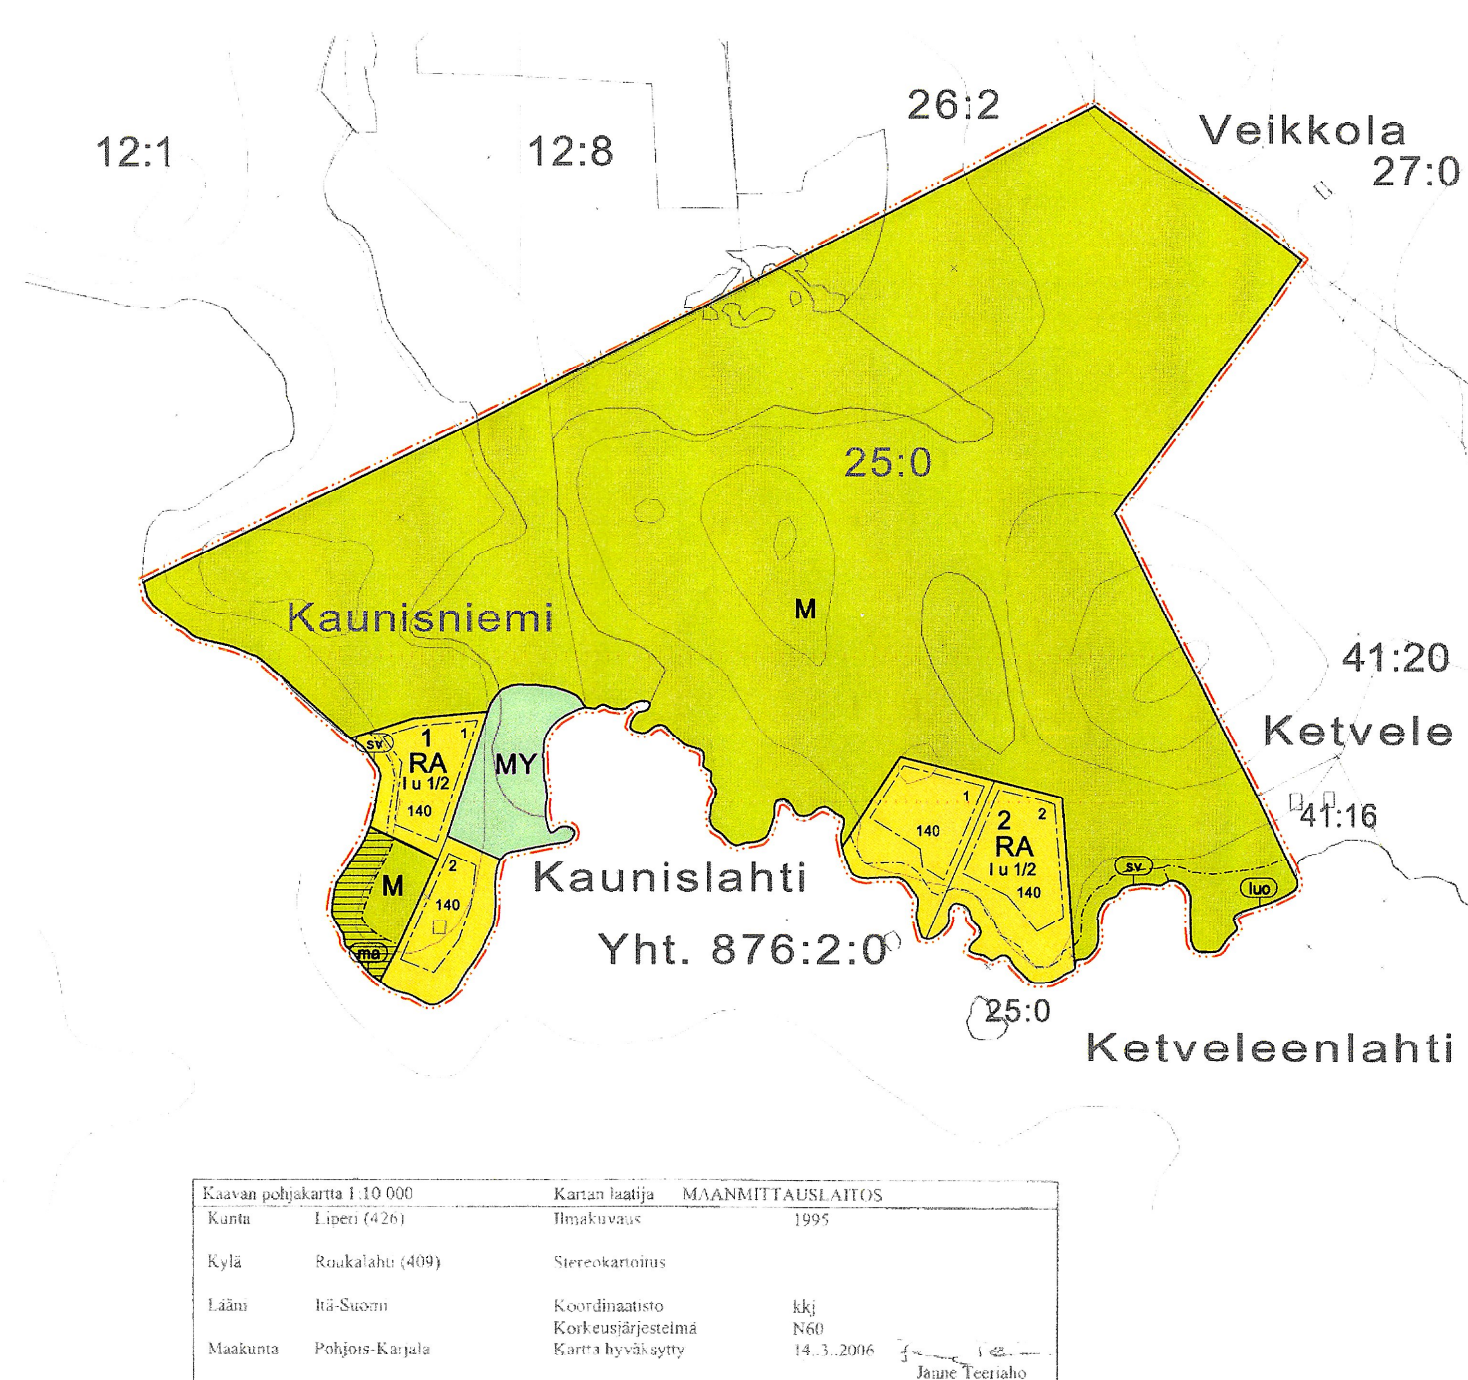 26:2
Veikkola
12:1
12:8
27:0
25:0
Kaunisniemi
M
41:20
Ketvele
sv
1
1
RA
I u 1/2
140
MY
41:16
1
140
2
2
RA
I u 1/2
140
sv
luo
2
M
140
ma
Kaunislahti
Yht. 876:2:0
25:0
Ketveleenlahti
Kaavan pohjakartta 1:10 000 Kartan laatija MAANMITTAUSLAITOS
Kunta Liperi (426) Ilmakuvaus 1995
Kylä Roukalahti (409) Stereokartoitus
Lääni Itä-Suomi Koordinaatisto kkj
Korkeusjärjestelmä N60
Maakunta Pohjois-Karjala Kartta hyväksytty 14..3..2006
Janne Teeriaho